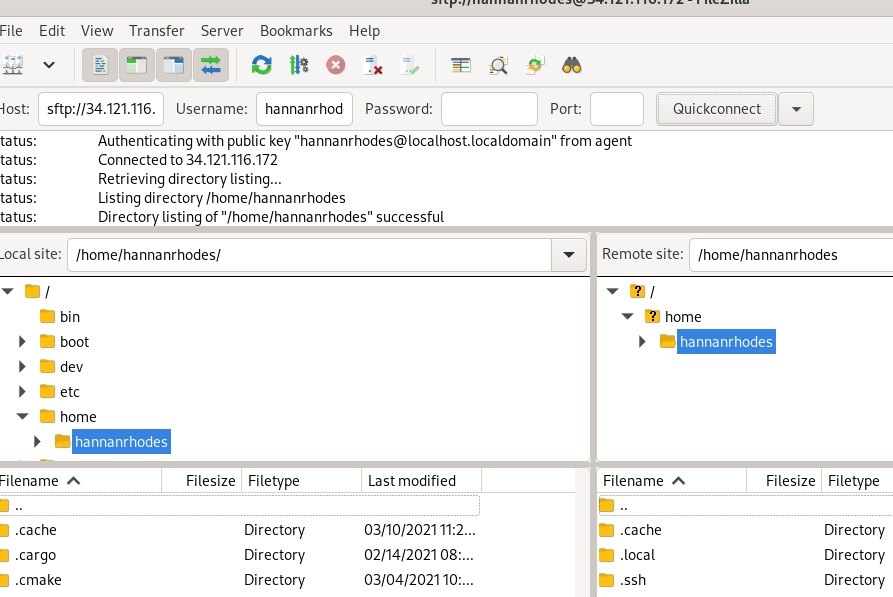 sftp://hannanrhodes@34.121.116.172 - FileZilla
File Edit View Transfer Server Bookmarks Help
Host: sftp://34.121.116. Username: hannanrhod Password: Port: Quickconnect
tatus: Authenticating with public key "hannanrhodes@localhost.localdomain" from agent
tatus: Connected to 34.121.116.172
tatus: Retrieving directory listing...
tatus: Listing directory /home/hannanrhodes
tatus: Directory listing of "/home/hannanrhodes" successful
Local site: /home/hannanrhodes/
/
bin
boot
dev
etc
home
hannanrhodes
Filename Filesize Filetype Last modified
..
.cache Directory 03/10/2021 11:2...
.cargo Directory 02/14/2021 08:...
.cmake Directory 03/04/2021 10:...
Remote site: /home/hannanrhodes
/
home
hannanrhodes
Filename Filesize Filetype
..
.cache Directory
.local Directory
.ssh Directory